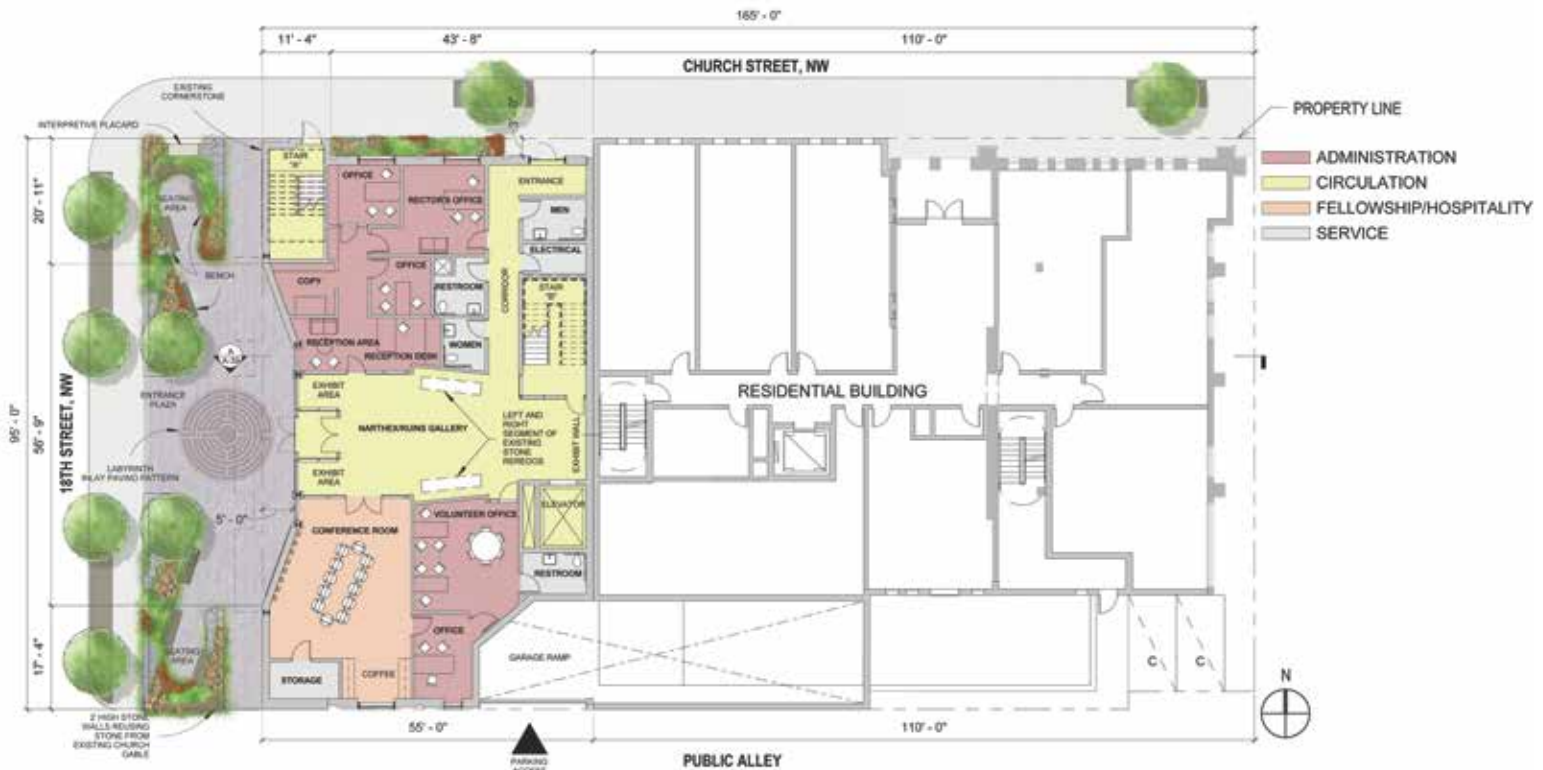 165' - 0"
11' - 4"
43' - 8"
110' - 0"
CHURCH STREET, NW
EXISTING
CORNERSTONE
INTERPRETIVE PLACARD
PROPERTY LINE
ADMINISTRATION
CIRCULATION
FELLOWSHIP/HOSPITALITY
SERVICE
STAIR
"A"
OFFICE
RECTOR'S OFFICE
ENTRANCE
MEN
ELECTRICAL
SEATING
AREA
20' - 11"
BENCH
COPY
OFFICE
RESTROOM
CORRIDOR
STAIR
"B"
RECEPTION AREA
RECEPTION DESK
WOMEN
ENTRANCE
PLAZA
EXHIBIT
AREA
NARTHEX/RUINS GALLERY
LEFT AND
RIGHT
SEGMENT OF
EXISTING
STONE
REREDOS
EXHIBIT WALL
RESIDENTIAL BUILDING
95' - 0"
56' - 9"
18TH STREET, NW
LABYRINTH
INLAY PAVING PATTERN
EXHIBIT
AREA
5' - 0"
CONFERENCE ROOM
VOLUNTEER OFFICE
ELEVATOR
RESTROOM
OFFICE
17' - 4"
SEATING
AREA
STORAGE
COFFEE
GARAGE RAMP
C
C
N
2' HIGH STONE
WALLS REUSING
STONE FROM
EXISTING CHURCH
GABLE
55' - 0"
110' - 0"
PARKING
ACCESS
PUBLIC ALLEY